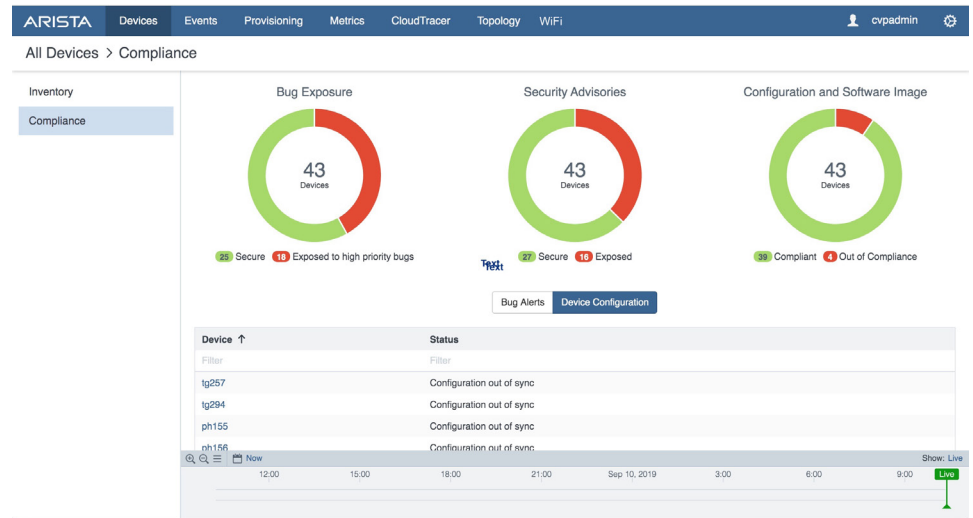 ARISTA Devices Events Provisioning Metrics CloudTracer Topology WiFi cvpadmin
All Devices > Compliance
Inventory
Compliance
Bug Exposure Security Advisories Configuration and Software Image
43 43 43
Devices Devices Devices
25 Secure 18 Exposed to high priority bugs 27 Secure 16 Exposed 39 Compliant 4 Out of Compliance
Text
Text
Bug Alerts Device Configuration
Device ↑ Status
Filter Filter
tg257 Configuration out of sync
tg294 Configuration out of sync
ph155 Configuration out of sync
ph156 Configuration out of sync
Now Show: Live
12:00 15:00 18:00 21:00 Sep 10, 2019 3:00 6:00 9:00 Live